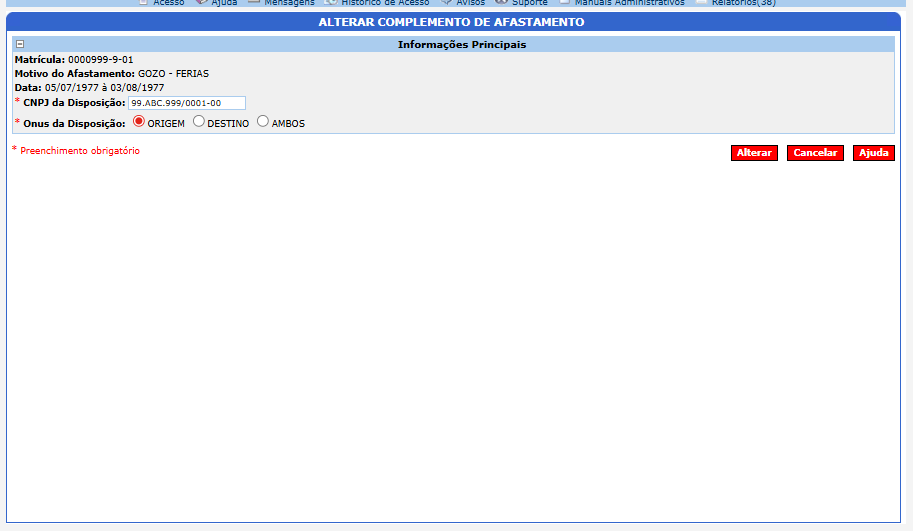 Acesso Ajuda Mensagens Histórico de Acesso Avisos Suporte Manuais Administrativos Relatórios(38)
ALTERAR COMPLEMENTO DE AFASTAMENTO
Informações Principais
Matrícula: 0000999-9-01
Motivo do Afastamento: GOZO - FERIAS
Data: 05/07/1977 à 03/08/1977
* CNPJ da Disposição: 99.ABC.999/0001-00
* Onus da Disposição: ORIGEM DESTINO AMBOS
* Preenchimento obrigatório Alterar Cancelar Ajuda